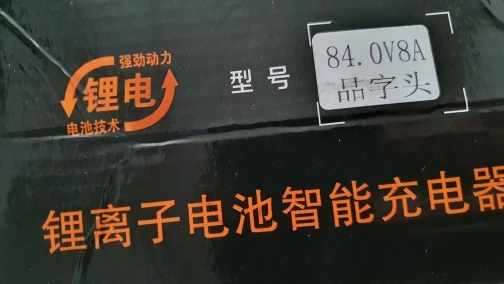 强劲动力
锂电
电池技术
型号
84.0V8A
品字头
锂离子电池智能充电器